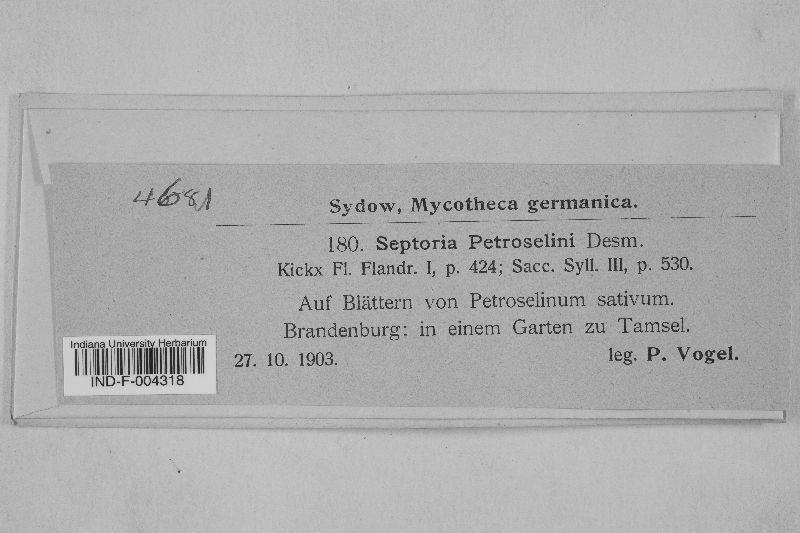 4681
Sydow, Mycotheca germanica.
180. Septoria Petroselini Desm.
Kickx Fl. Flandr. I, p. 424; Sacc. Syll. III, p. 530.
Auf Blättern von Petroselinum sativum.
Brandenburg: in einem Garten zu Tamsel.
27. 10. 1903. leg. P. Vogel.
Indiana University Herbarium
IND-F-004318